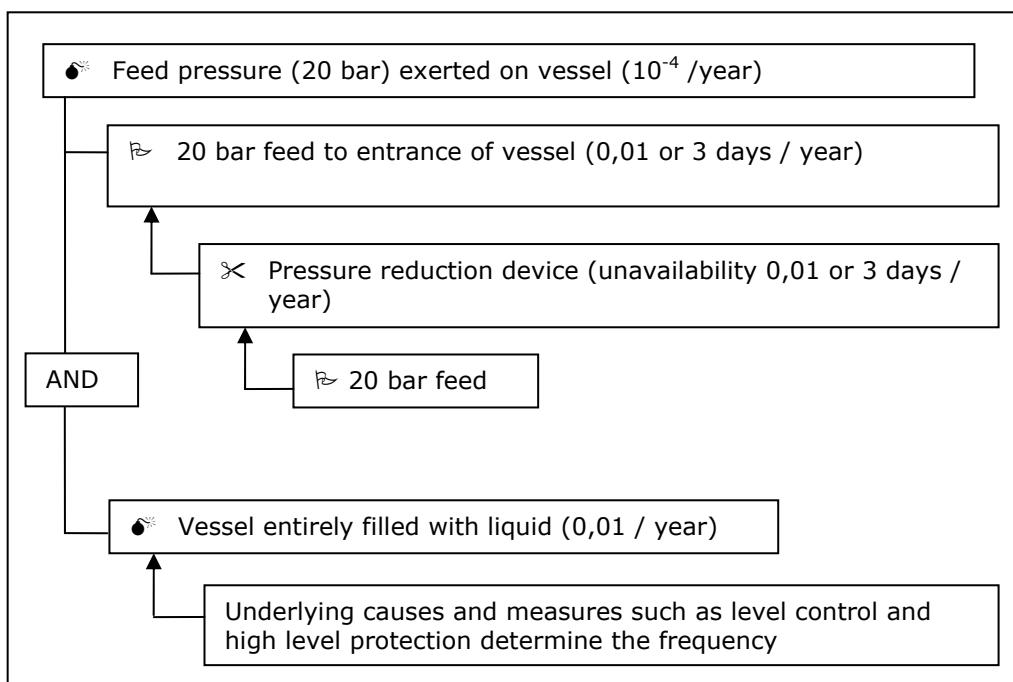 💣 Feed pressure (20 bar) exerted on vessel (10⁻⁴ /year)
20 bar feed to entrance of vessel (0,01 or 3 days / year)
✂ Pressure reduction device (unavailability 0,01 or 3 days /
year)
20 bar feed
AND
💣 Vessel entirely filled with liquid (0,01 / year)
Underlying causes and measures such as level control and
high level protection determine the frequency